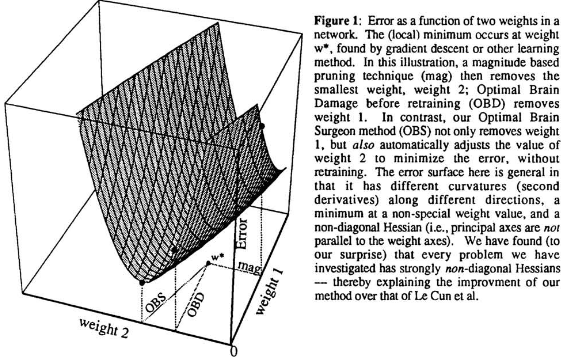 Figure 1: Error as a function of two weights in a
network. The (local) minimum occurs at weight
w*, found by gradient descent or other learning
method. In this illustration, a magnitude based
pruning technique (mag) then removes the
smallest weight, weight 2; Optimal Brain
Damage before retraining (OBD) removes
weight 1. In contrast, our Optimal Brain
Surgeon method (OBS) not only removes weight
1, but also automatically adjusts the value of
weight 2 to minimize the error, without
retraining. The error surface here is general in
that it has different curvatures (second
derivatives) along different directions, a
minimum at a non-special weight value, and a
non-diagonal Hessian (i.e., principal axes are not
parallel to the weight axes). We have found (to
our surprise) that every problem we have
investigated has strongly non-diagonal Hessians
--- thereby explaining the improvment of our
method over that of Le Cun et al.
Error
w*
mag
OBS
OBD
weight 1
weight 2
0